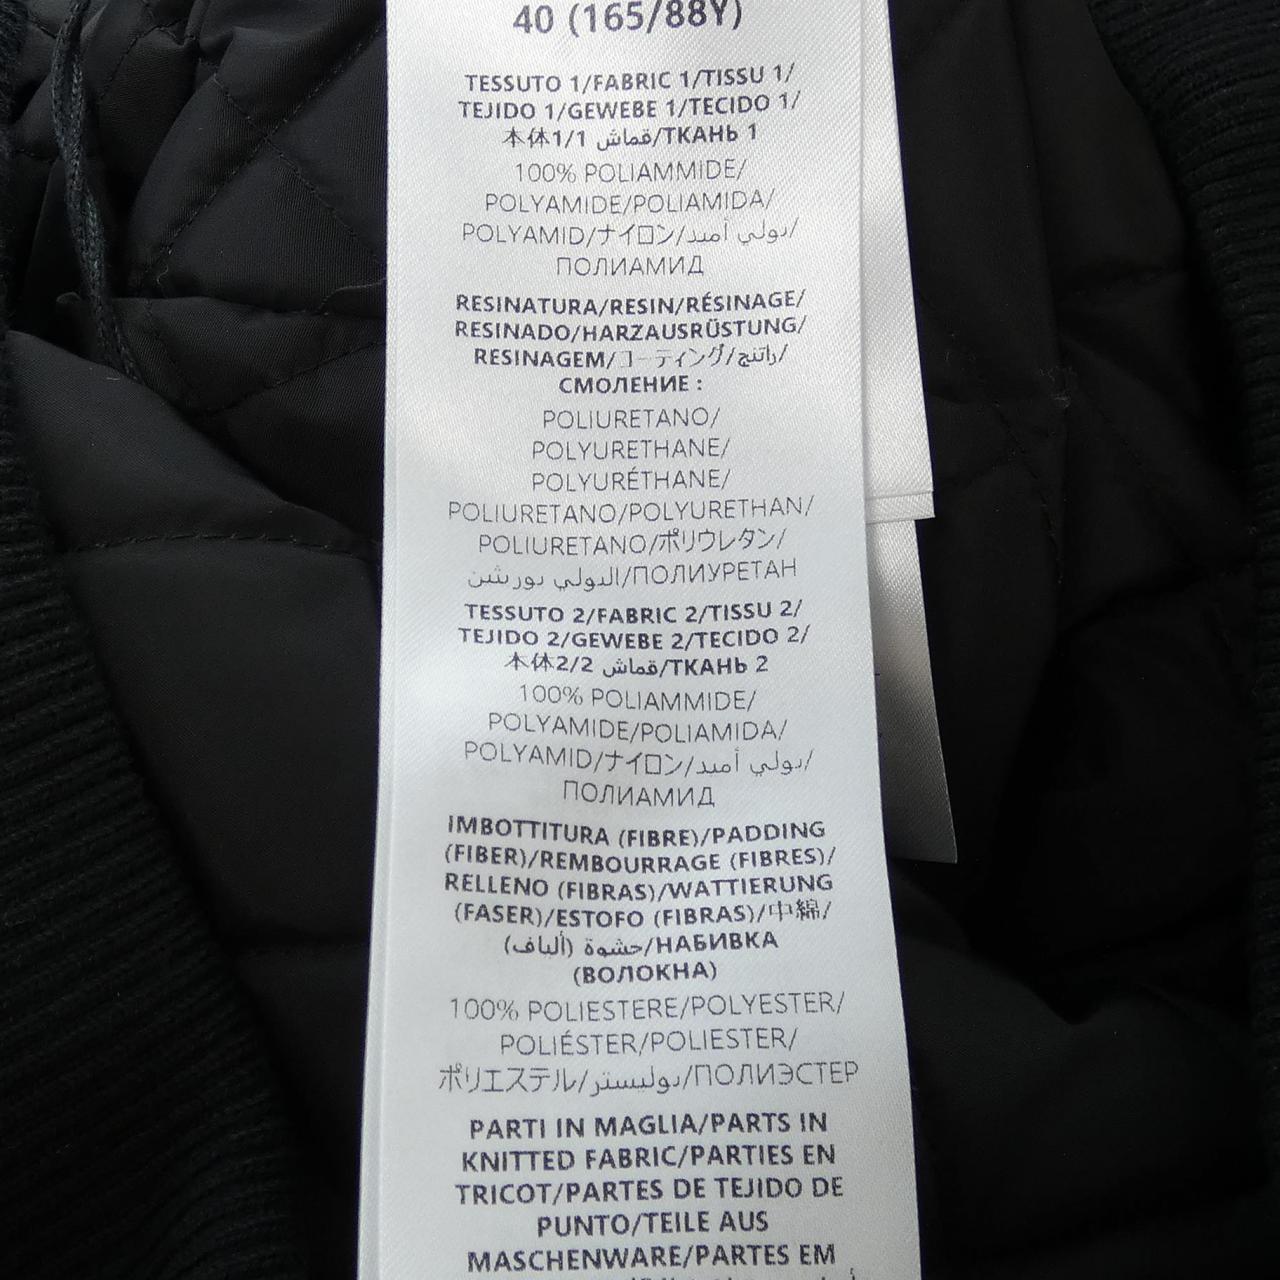 40 (165/88Y)
TESSUTO 1/FABRIC 1/TISSU 1/
TEJIDO 1/GEWEBE 1/TECIDO 1/
本体1/1 قماش/ТКАНЬ 1
100% POLIAMMIDE/
POLYAMIDE/POLIAMIDA/
POLYAMID/ナイロン/بولي أميد/
ПОЛИАМИД
RESINATURA/RESIN/RÉSINAGE/
RESINADO/HARZAUSRÜSTUNG/
RESINAGEM/コーティング/راتنج/
СМОЛЕНИЕ :
POLIURETANO/
POLYURETHANE/
POLYURÉTHANE/
POLIURETANO/POLYURETHAN/
POLIURETANO/ポリウレタン/
البولي يورشن/ПОЛИУРЕТАН
TESSUTO 2/FABRIC 2/TISSU 2/
TEJIDO 2/GEWEBE 2/TECIDO 2/
本体2/2 قماش/ТКАНЬ 2
100% POLIAMMIDE/
POLYAMIDE/POLIAMIDA/
POLYAMID/ナイロン/بولي أميد/
ПОЛИАМИД
IMBOTTITURA (FIBRE)/PADDING
(FIBER)/REMBOURRAGE (FIBRES)/
RELLENO (FIBRAS)/WATTIERUNG
(FASER)/ESTOFO (FIBRAS)/中綿/
حشوة (ألياف)/НАБИВКА
(ВОЛОКНА)
100% POLIESTERE/POLYESTER/
POLIÉSTER/POLIESTER/
ポリエステル/بوليستر/ПОЛИЭСТЕР
PARTI IN MAGLIA/PARTS IN
KNITTED FABRIC/PARTIES EN
TRICOT/PARTES DE TEJIDO DE
PUNTO/TEILE AUS
MASCHENWARE/PARTES EM